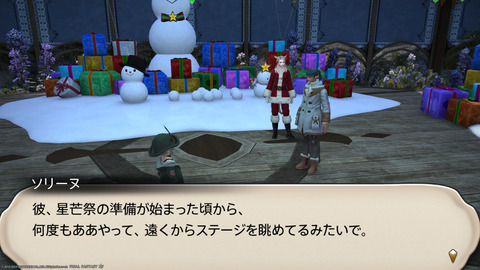 ソリーヌ
彼、星芒祭の準備が始まった頃から、
何度もああやって、遠くからステージを眺めてるみたいで。